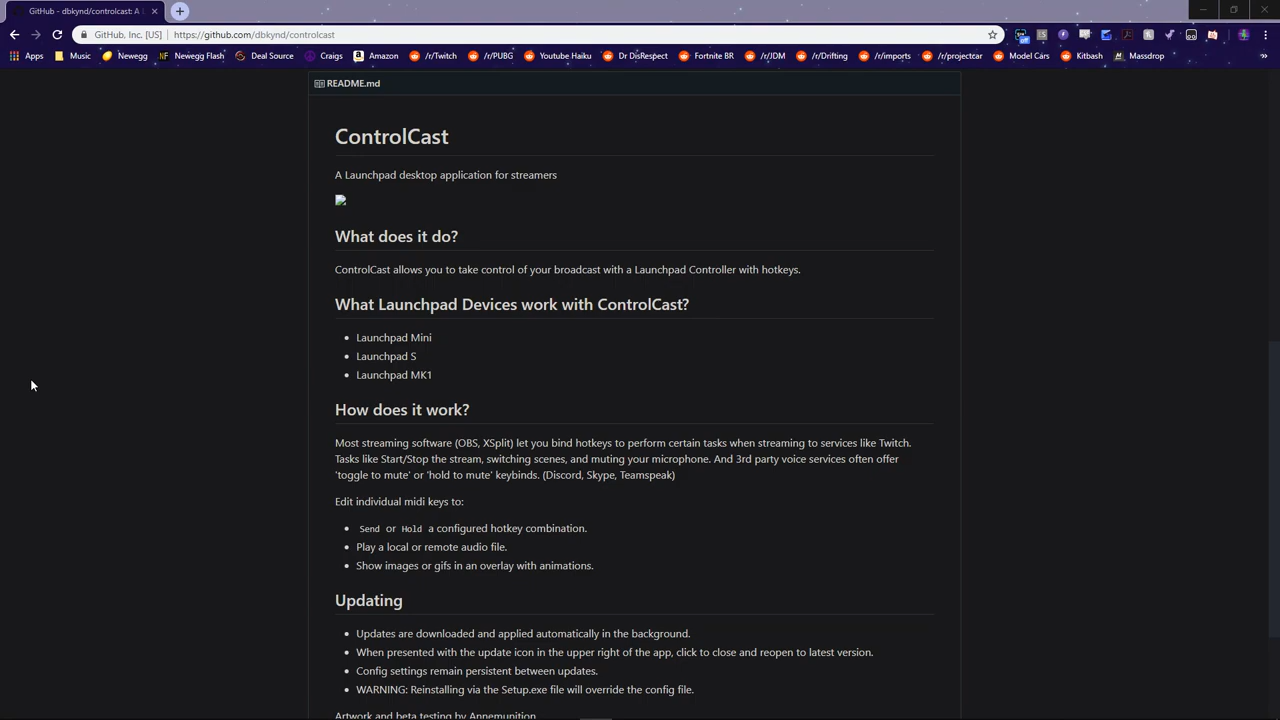 GitHub - dbkynd/controlcast: A l
GitHub, Inc. [US] https://github.com/dbkynd/controlcast
Apps Music Newegg Newegg Flash Deal Source Craigs Amazon /r/Twitch /r/PUBG Youtube Haiku Dr DisRespect Fortnite BR /r/JDM /r/Drifting /r/imports /r/projectcar Model Cars Kitbash Massdrop
README.md
ControlCast
A Launchpad desktop application for streamers
What does it do?
ControlCast allows you to take control of your broadcast with a Launchpad Controller with hotkeys.
What Launchpad Devices work with ControlCast?
Launchpad Mini
Launchpad S
Launchpad MK1
How does it work?
Most streaming software (OBS, XSplit) let you bind hotkeys to perform certain tasks when streaming to services like Twitch.
Tasks like Start/Stop the stream, switching scenes, and muting your microphone. And 3rd party voice services often offer
'toggle to mute' or 'hold to mute' keybinds. (Discord, Skype, Teamspeak)
Edit individual midi keys to:
Send or Hold a configured hotkey combination.
Play a local or remote audio file.
Show images or gifs in an overlay with animations.
Updating
Updates are downloaded and applied automatically in the background.
When presented with the update icon in the upper right of the app, click to close and reopen to latest version.
Config settings remain persistent between updates.
WARNING: Reinstalling via the Setup.exe file will override the config file.
Artwork and beta testing by Annemunition